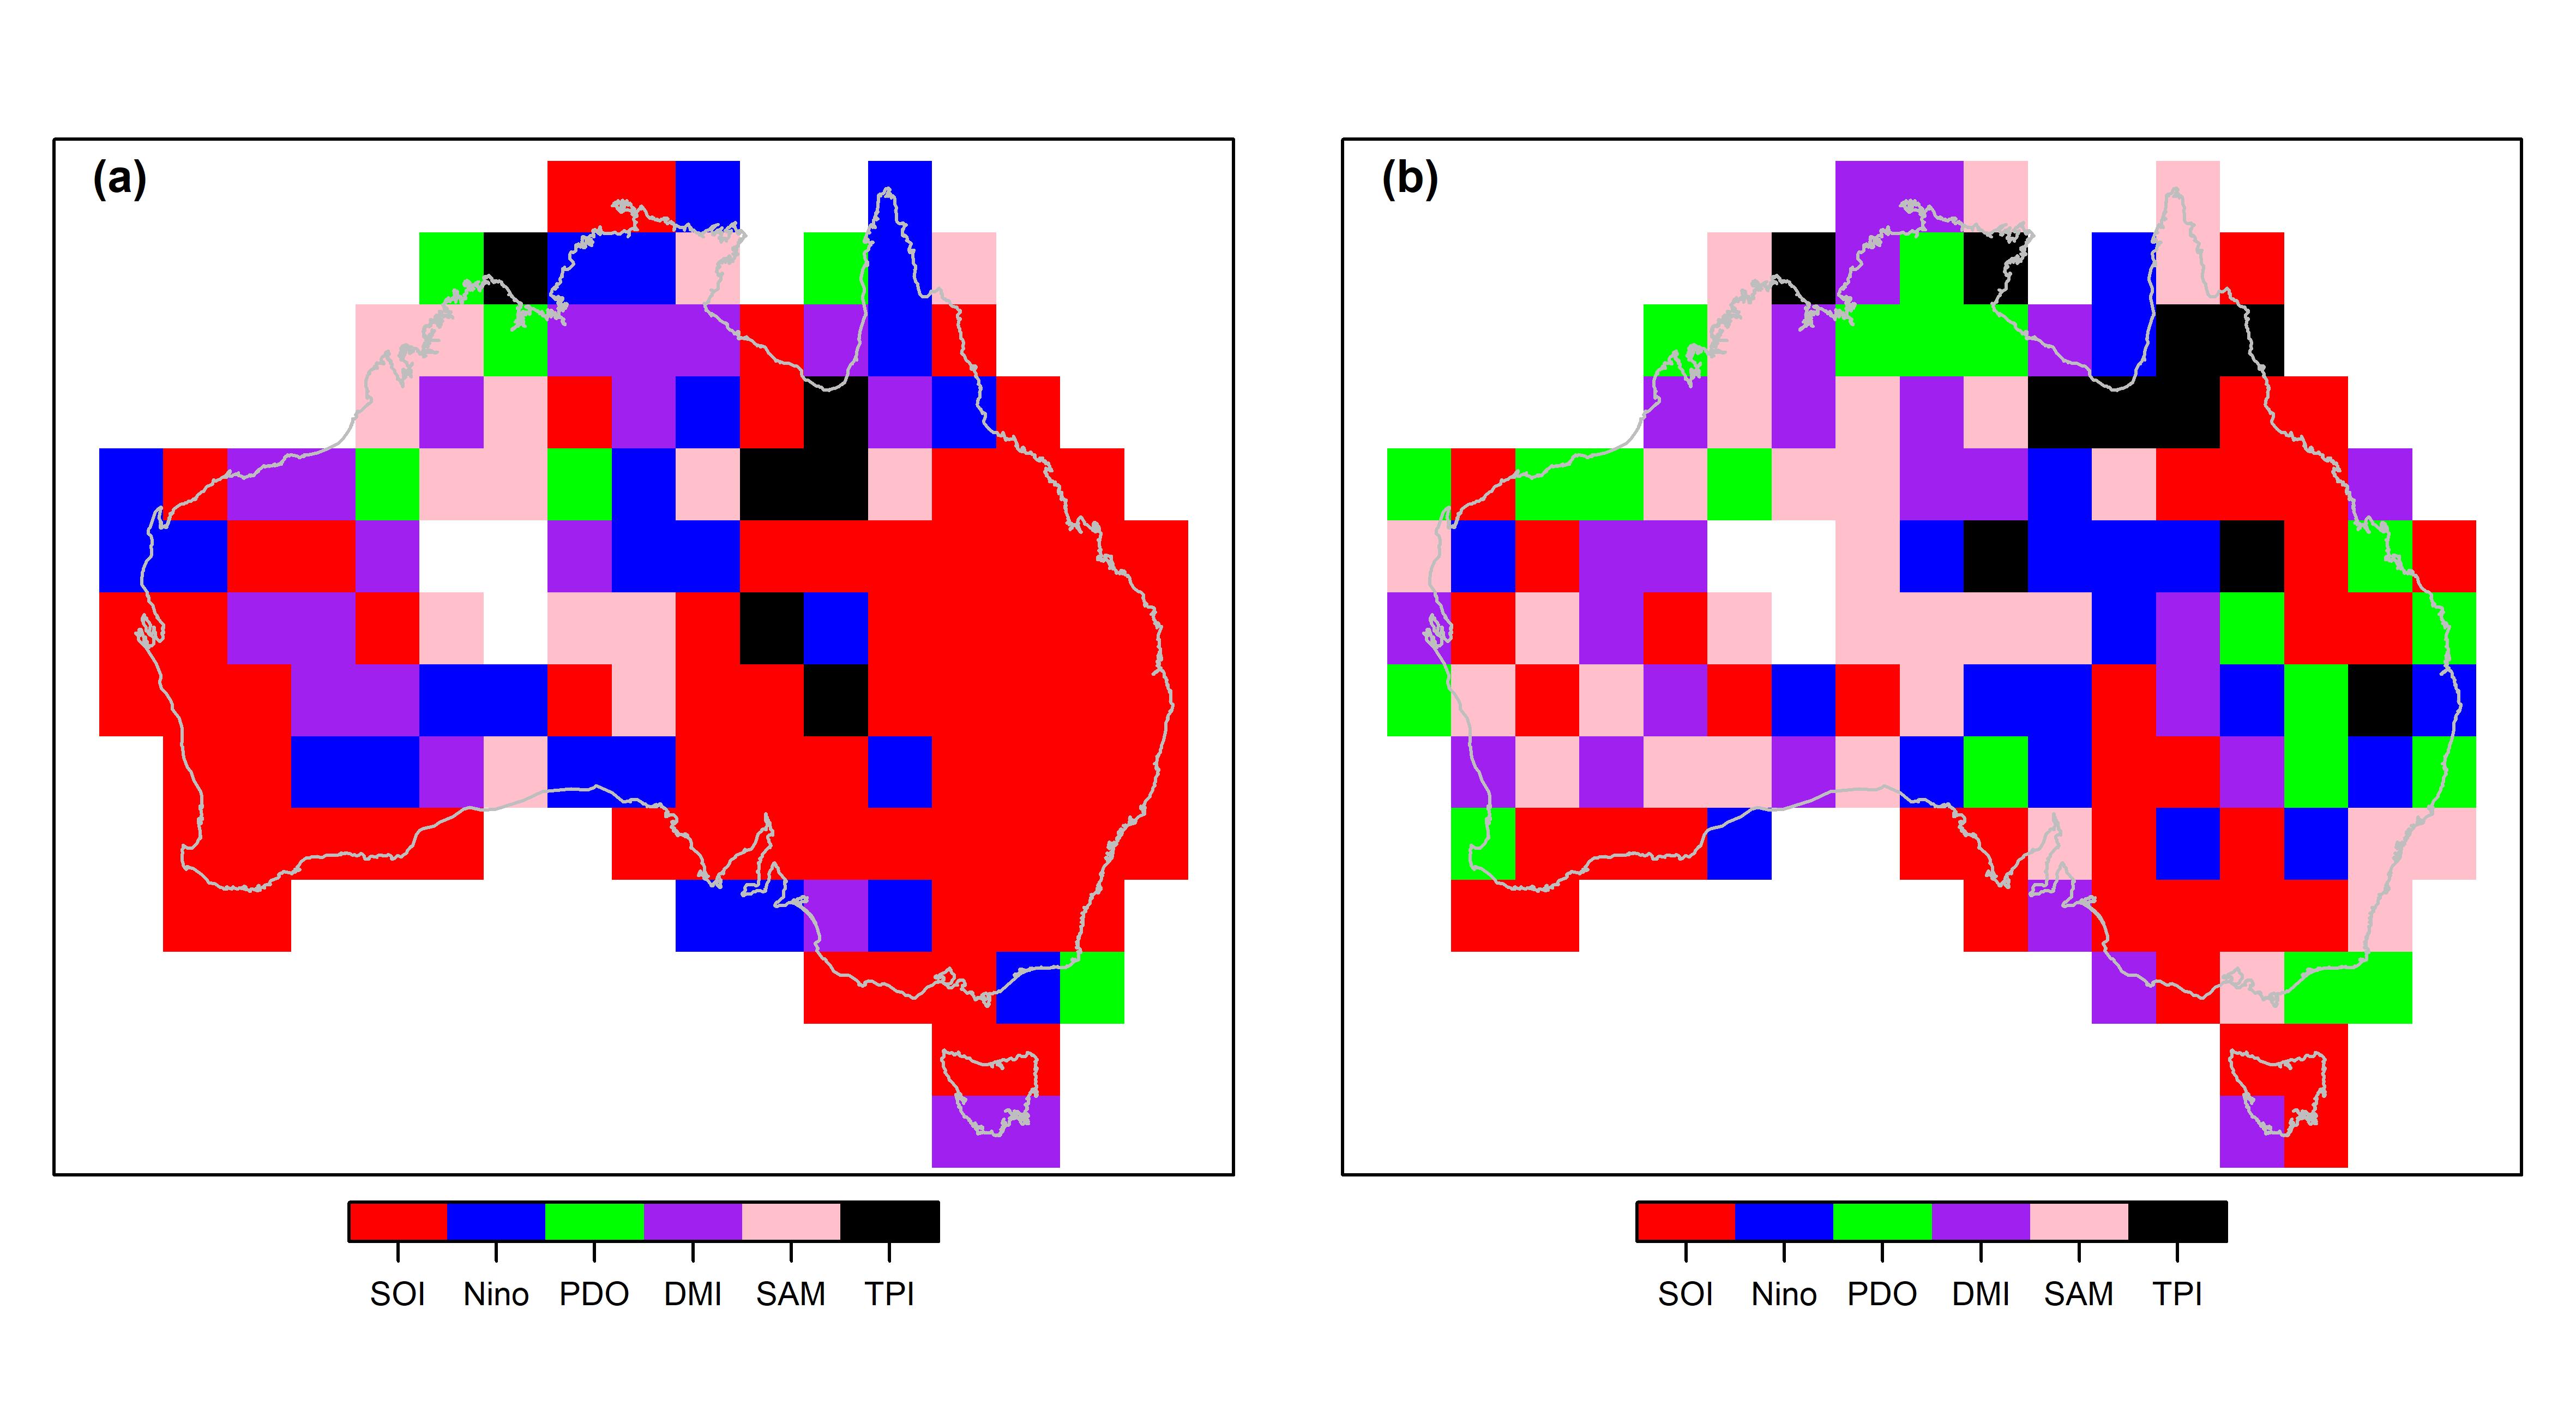 (a)
(b)
SOI Nino PDO DMI SAM TPI
SOI Nino PDO DMI SAM TPI